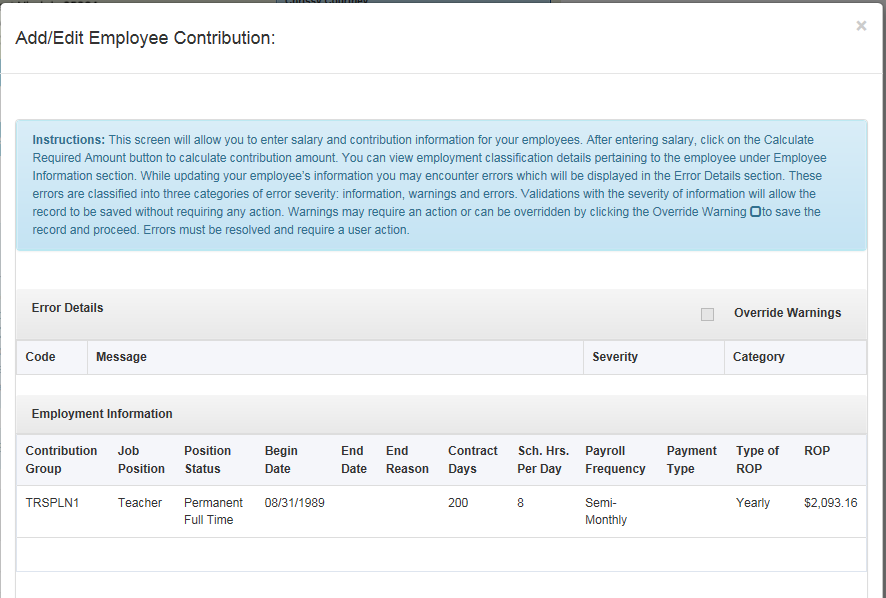 Add/Edit Employee Contribution:
×
Instructions: This screen will allow you to enter salary and contribution information for your employees. After entering salary, click on the Calculate
Required Amount button to calculate contribution amount. You can view employment classification details pertaining to the employee under Employee
Information section. While updating your employee's information you may encounter errors which will be displayed in the Error Details section. These
errors are classified into three categories of error severity: information, warnings and errors. Validations with the severity of information will allow the
record to be saved without requiring any action. Warnings may require an action or can be overridden by clicking the Override Warning to save the
record and proceed. Errors must be resolved and require a user action.
Error Details
Override Warnings
Code Message Severity Category
Employment Information
Contribution Job Position Begin End End Contract Sch. Hrs. Payroll Payment Type of ROP
Group Position Status Date Date Reason Days Per Day Frequency Type ROP
TRSPLN1 Teacher Permanent 08/31/1989 200 8 Semi- Yearly $2,093.16
Full Time Monthly